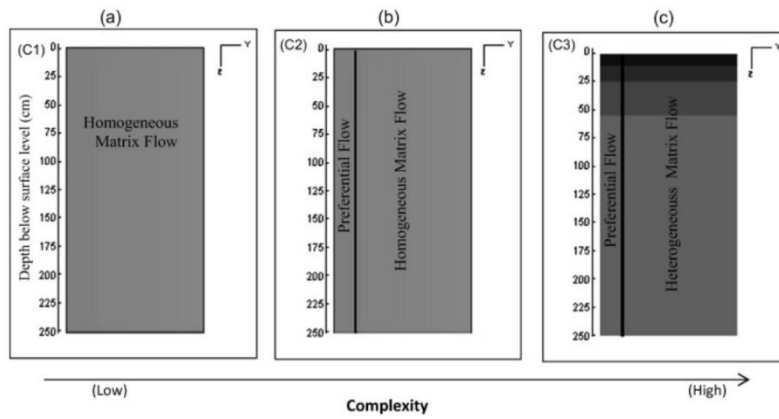 (a)
(b)
(c)
(C1)
0
25
50
75
100
125
150
175
200
225
250
Depth below surface level (cm)
Homogeneous
Matrix Flow
Y
Z
(C2)
0
25
50
75
100
125
150
175
200
225
250
Preferential Flow
Homogeneous Matrix Flow
Y
Z
(C3)
0
25
50
75
100
125
150
175
200
225
250
Preferential Flow
Heterogeneouss Matrix Flow
Y
Z
(Low)
(High)
Complexity